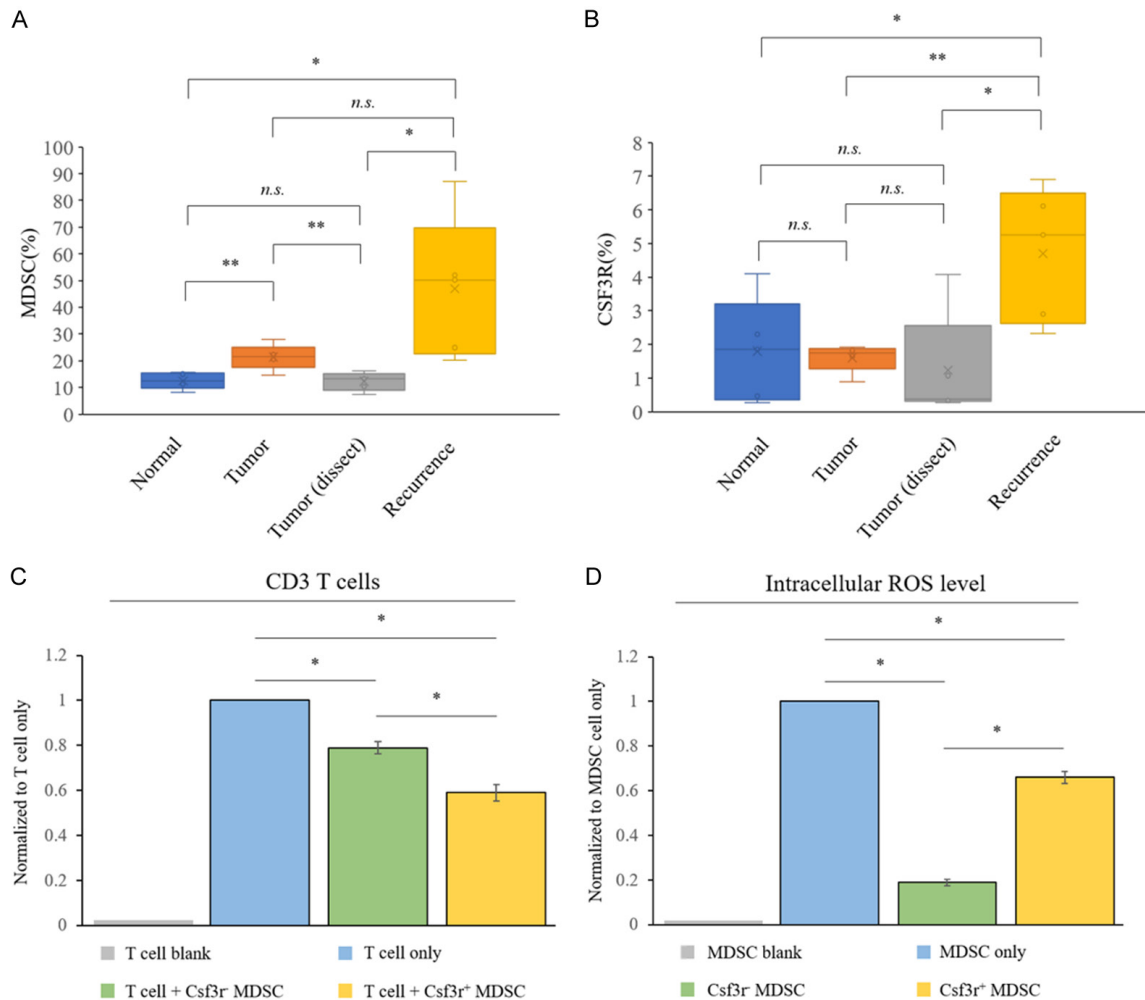 A
*
n.s.
*
n.s.
**
**
MDSC(%)
100
90
80
70
60
50
40
30
20
10
0
Normal
Tumor
Tumor (dissect)
Recurrence
B
*
**
*
n.s.
n.s.
n.s.
CSF3R(%)
8
7
6
5
4
3
2
1
0
Normal
Tumor
Tumor (dissect)
Recurrence
C
CD3 T cells
*
*
*
Normalized to T cell only
1.2
1
0.8
0.6
0.4
0.2
0
T cell blank
T cell only
T cell + Csf3r- MDSC
T cell + Csf3r+ MDSC
D
Intracellular ROS level
*
*
*
Normalized to MDSC cell only
1.2
1
0.8
0.6
0.4
0.2
0
MDSC blank
MDSC only
Csf3r- MDSC
Csf3r+ MDSC